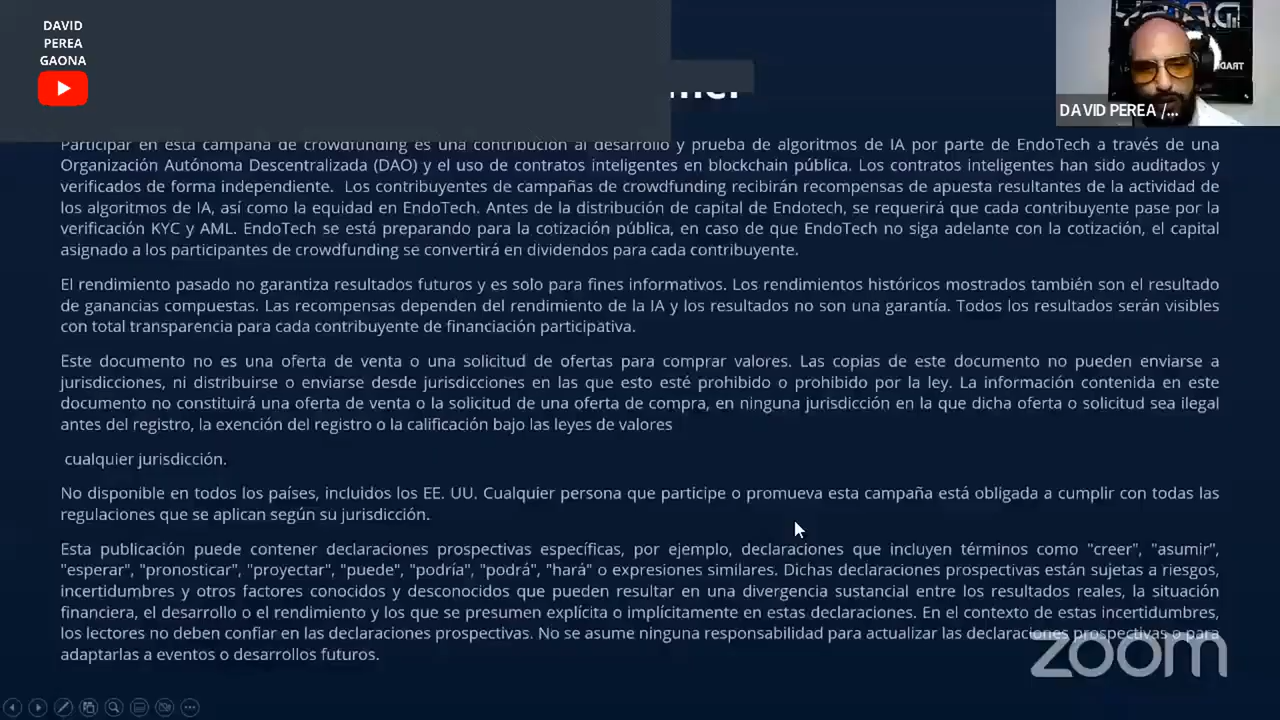 DAVID
PEREA
GAONA
DAVID PEREA /...
Participar en esta campaña de crowdfunding es una contribución al desarrollo y prueba de algoritmos de IA por parte de EndoTech a través de una
Organización Autónoma Descentralizada (DAO) y el uso de contratos inteligentes en blockchain pública. Los contratos inteligentes han sido auditados y
verificados de forma independiente. Los contribuyentes de campañas de crowdfunding recibirán recompensas de apuesta resultantes de la actividad de
los algoritmos de IA, así como la equidad en EndoTech. Antes de la distribución de capital de Endotech, se requerirá que cada contribuyente pase por la
verificación KYC y AML. EndoTech se está preparando para la cotización pública, en caso de que EndoTech no siga adelante con la cotización, el capital
asignado a los participantes de crowdfunding se convertirá en dividendos para cada contribuyente.
El rendimiento pasado no garantiza resultados futuros y es solo para fines informativos. Los rendimientos históricos mostrados también son el resultado
de ganancias compuestas. Las recompensas dependen del rendimiento de la IA y los resultados no son una garantía. Todos los resultados serán visibles
con total transparencia para cada contribuyente de financiación participativa.
Este documento no es una oferta de venta o una solicitud de ofertas para comprar valores. Las copias de este documento no pueden enviarse a
jurisdicciones, ni distribuirse o enviarse desde jurisdicciones en las que esto esté prohibido o prohibido por la ley. La información contenida en este
documento no constituirá una oferta de venta o la solicitud de una oferta de compra, en ninguna jurisdicción en la que dicha oferta o solicitud sea ilegal
antes del registro, la exención del registro o la calificación bajo las leyes de valores
cualquier jurisdicción.
No disponible en todos los países, incluidos los EE. UU. Cualquier persona que participe o promueva esta campaña está obligada a cumplir con todas las
regulaciones que se aplican según su jurisdicción.
Esta publicación puede contener declaraciones prospectivas específicas, por ejemplo, declaraciones que incluyen términos como "creer", "asumir",
"esperar", "pronosticar", "proyectar", "puede", "podría", "podrá", "hará" o expresiones similares. Dichas declaraciones prospectivas están sujetas a riesgos,
incertidumbres y otros factores conocidos y desconocidos que pueden resultar en una divergencia sustancial entre los resultados reales, la situación
financiera, el desarrollo o el rendimiento y los que se presumen explícita o implícitamente en estas declaraciones. En el contexto de estas incertidumbres,
los lectores no deben confiar en las declaraciones prospectivas. No se asume ninguna responsabilidad para actualizar las declaraciones prospectivas o para
adaptarlas a eventos o desarrollos futuros.
zoom